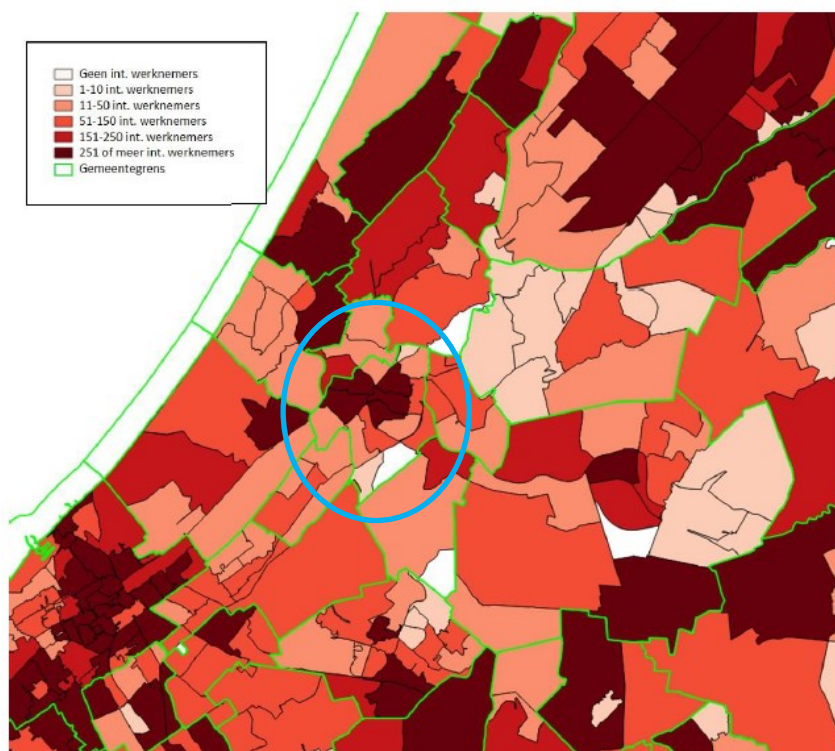 Geen int. werknemers
1-10 int. werknemers
11-50 int. werknemers
51-150 int. werknemers
151-250 int. werknemers
251 of meer int. werknemers
Gemeentegrens